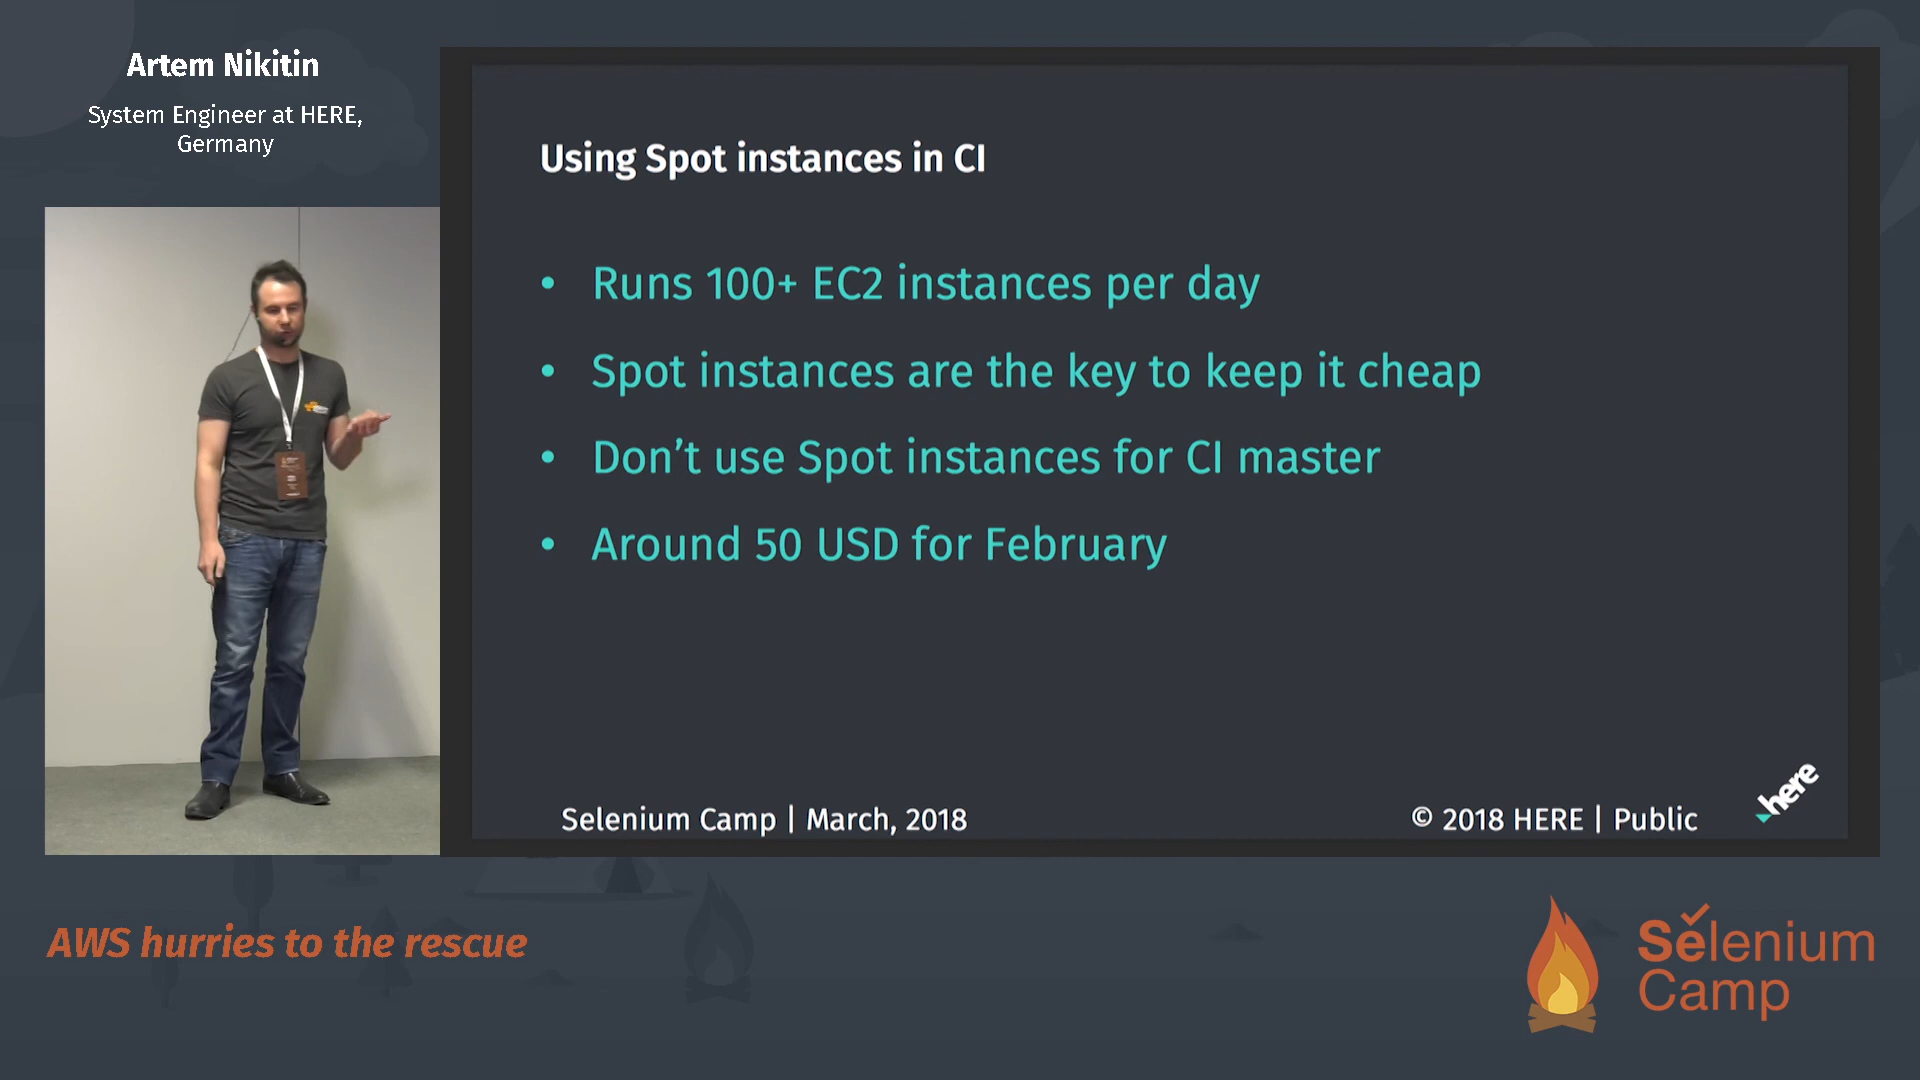 Artem Nikitin
System Engineer at HERE,
Germany
Using Spot instances in CI
• Runs 100+ EC2 instances per day
• Spot instances are the key to keep it cheap
• Don’t use Spot instances for CI master
• Around 50 USD for February
Selenium Camp | March, 2018
© 2018 HERE | Public
here
AWS hurries to the rescue
Selenium
Camp